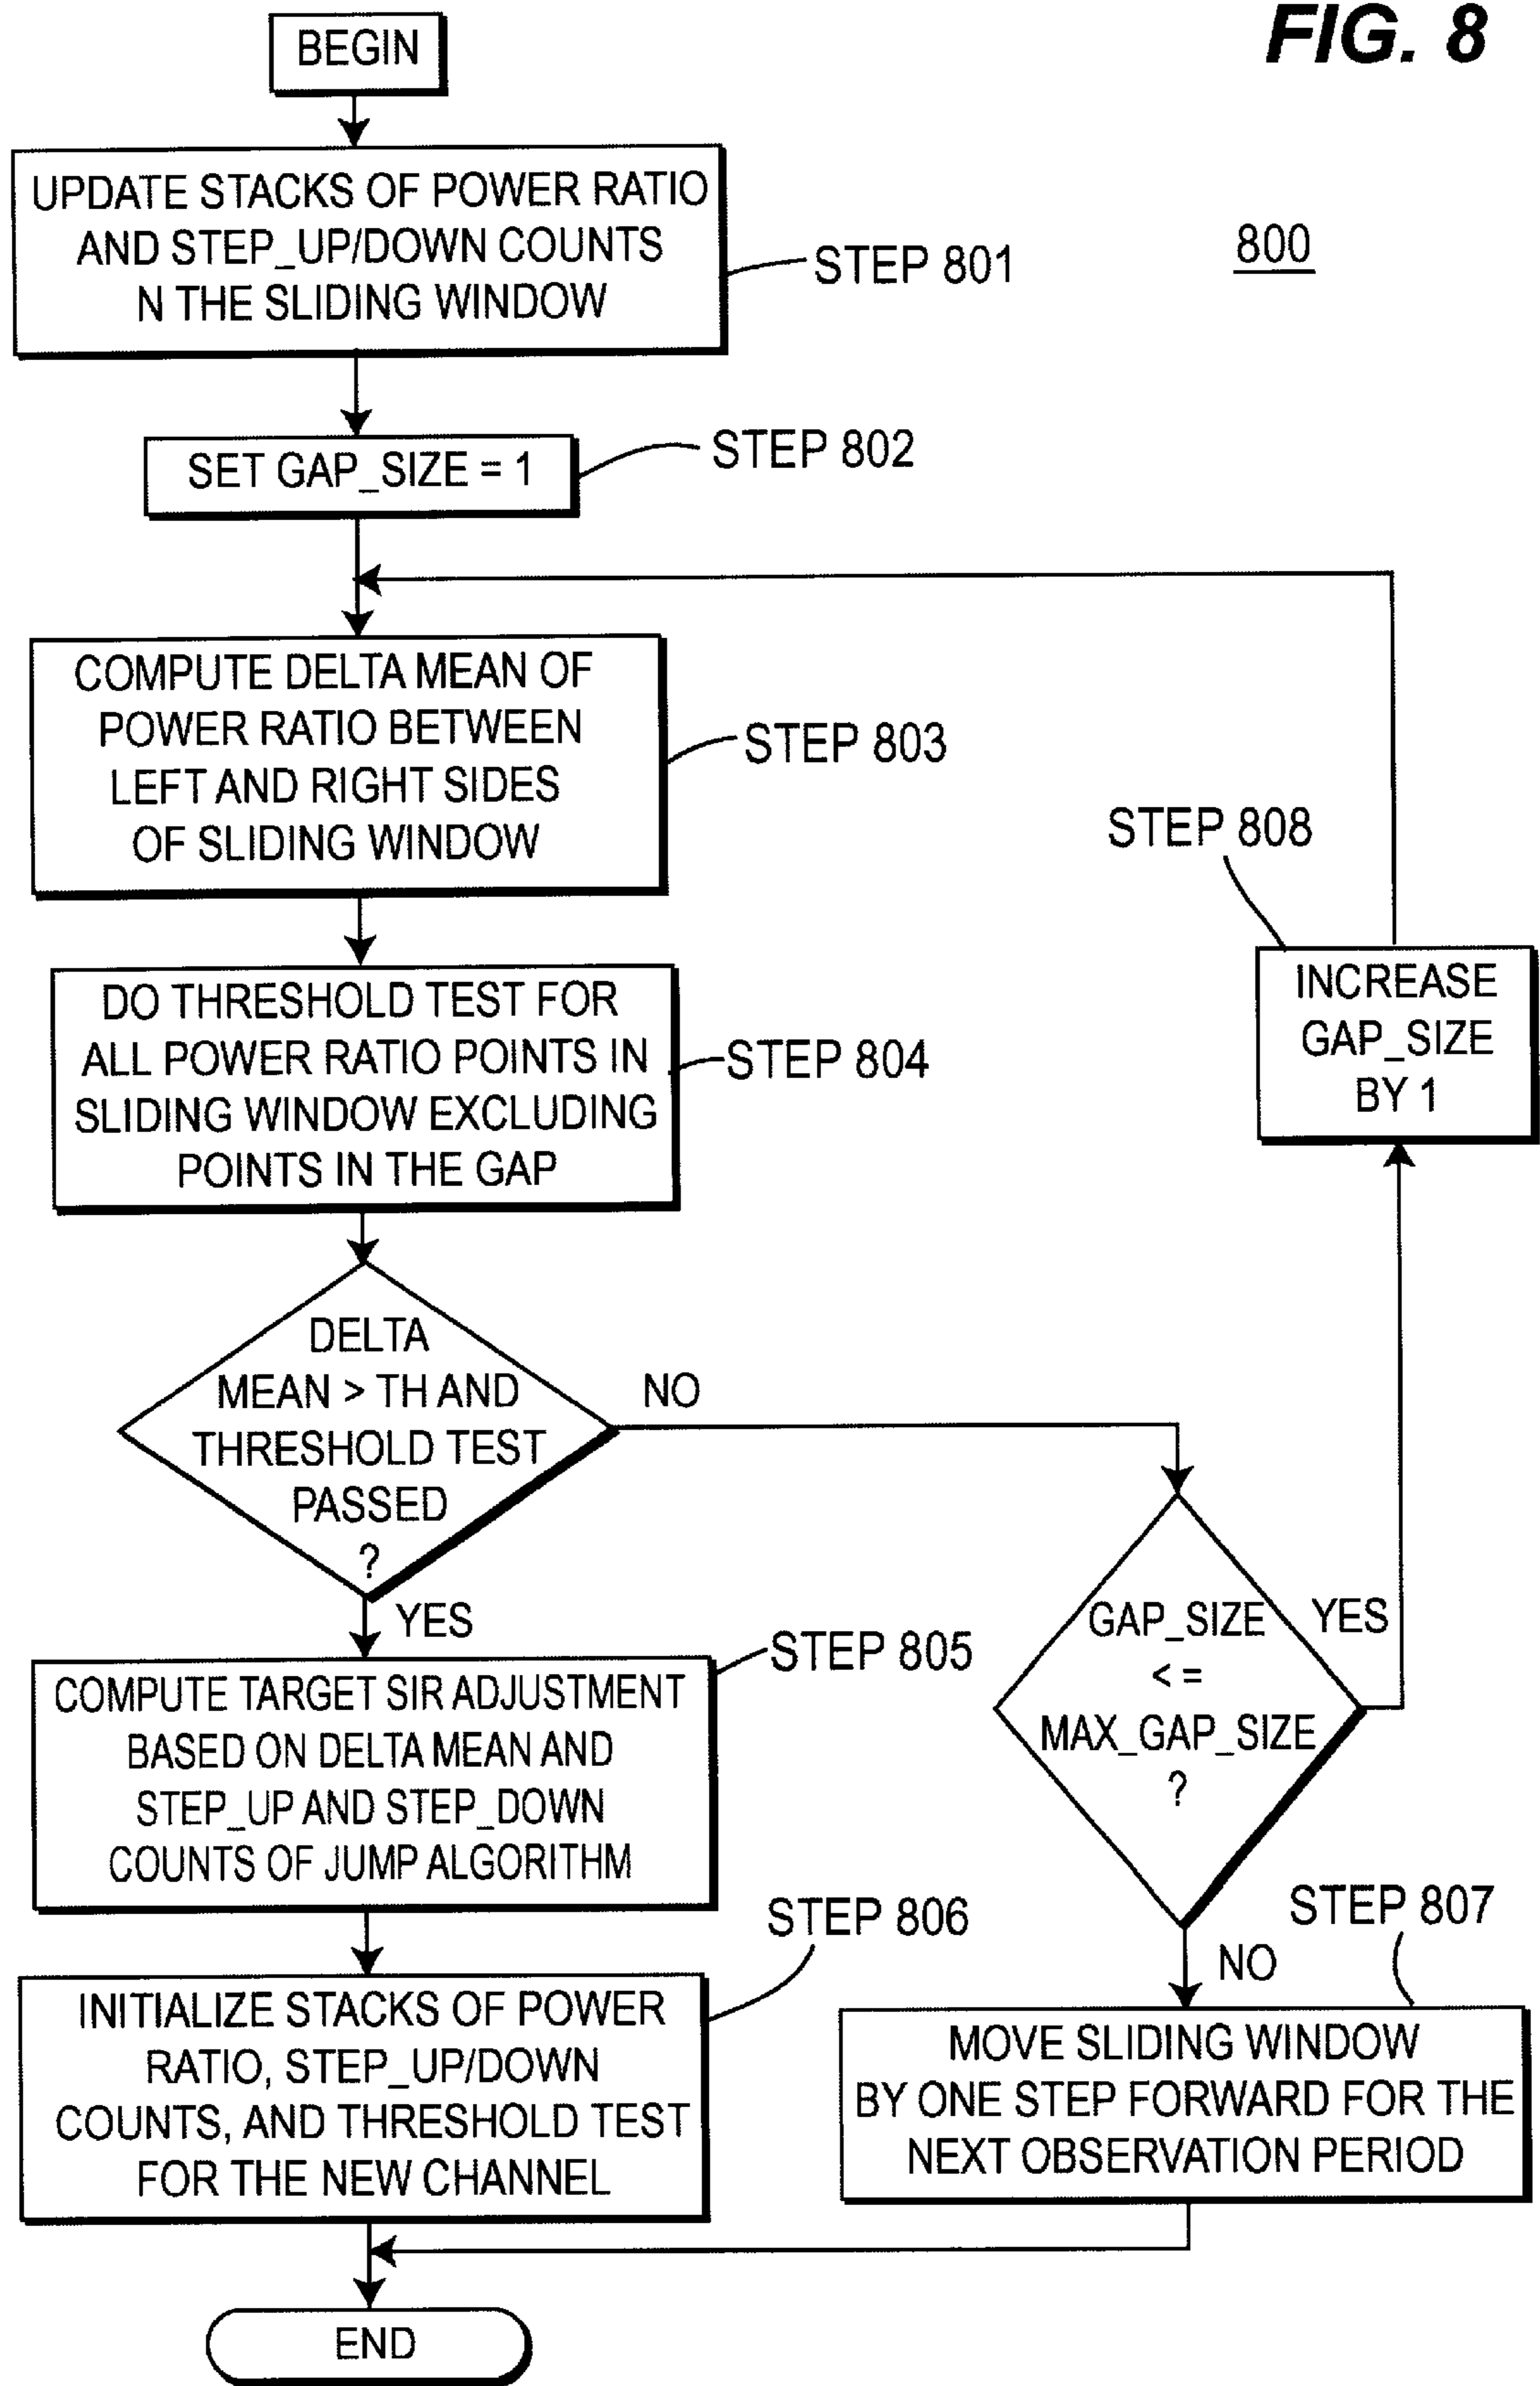 FIG. 8
BEGIN
UPDATE STACKS OF POWER RATIO
AND STEP_UP/DOWN COUNTS
N THE SLIDING WINDOW
STEP 801
800
SET GAP_SIZE = 1
STEP 802
COMPUTE DELTA MEAN OF
POWER RATIO BETWEEN
LEFT AND RIGHT SIDES
OF SLIDING WINDOW
STEP 803
DO THRESHOLD TEST FOR
ALL POWER RATIO POINTS IN
SLIDING WINDOW EXCLUDING
POINTS IN THE GAP
STEP 804
STEP 808
INCREASE
GAP_SIZE
BY 1
DELTA
MEAN > TH AND
THRESHOLD TEST
PASSED
?
NO
YES
GAP_SIZE
< =
MAX_GAP_SIZE
?
YES
NO
COMPUTE TARGET SIR ADJUSTMENT
BASED ON DELTA MEAN AND
STEP_UP AND STEP_DOWN
COUNTS OF JUMP ALGORITHM
STEP 805
INITIALIZE STACKS OF POWER
RATIO, STEP_UP/DOWN
COUNTS, AND THRESHOLD TEST
FOR THE NEW CHANNEL
STEP 806
STEP 807
MOVE SLIDING WINDOW
BY ONE STEP FORWARD FOR THE
NEXT OBSERVATION PERIOD
END